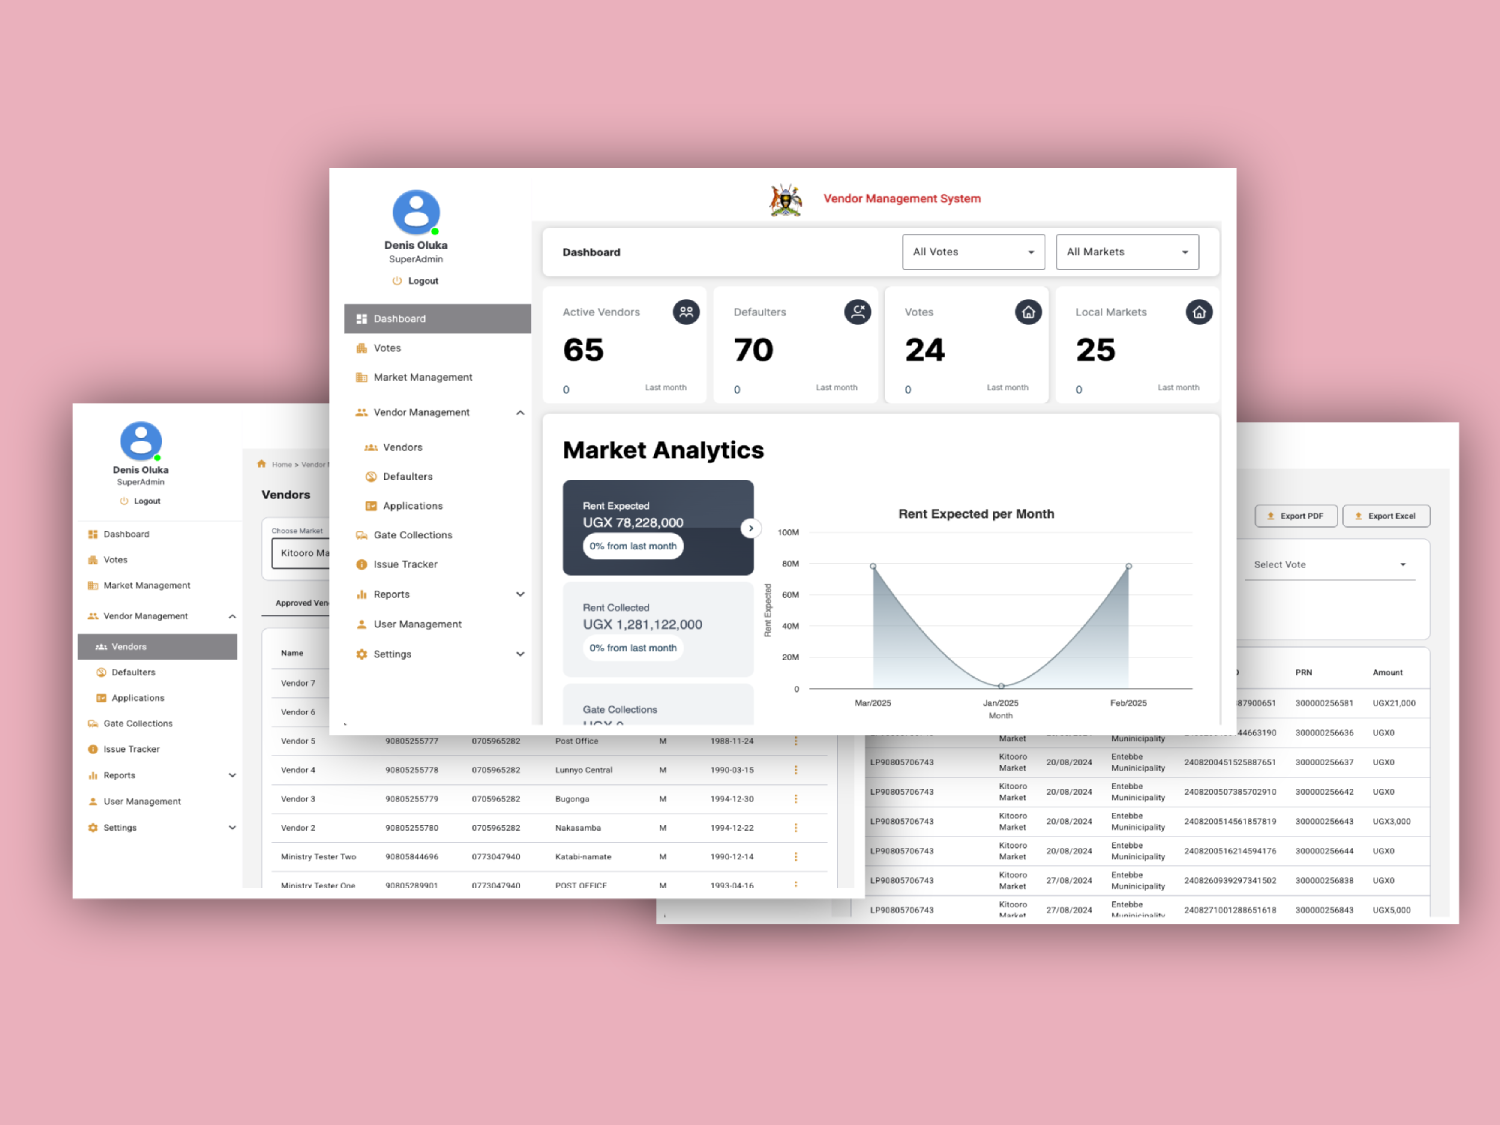 Denis Oluka
SuperAdmin
Logout
Dashboard
Votes
Market Management
Vendor Management
Vendors
Defaulters
Applications
Gate Collections
Issue Tracker
Reports
User Management
Settings
Vendor Management System
Dashboard
All Votes
All Markets
Active Vendors
65
0 Last month
Defaulters
70
0 Last month
Votes
24
0 Last month
Local Markets
25
0 Last month
Market Analytics
Rent Expected
UGX 78,228,000
0% from last month
Rent Collected
UGX 1,281,122,000
0% from last month
Gate Collections
UGX 0
Rent Expected per Month
Rent Expected
100M
80M
60M
40M
20M
0
Mar/2025 Jan/2025 Feb/2025
Month
Denis Oluka
SuperAdmin
Logout
Dashboard
Votes
Market Management
Vendor Management
Vendors
Defaulters
Applications
Gate Collections
Issue Tracker
Reports
User Management
Settings
Home > Vendor
Vendors
Choose Market
Kitooro Ma
Approved Ven
Name
Vendor 7
Vendor 6
Vendor 5 90805255777 0705965282 Post Office M 1988-11-24
Vendor 4 90805255778 0705965282 Lunnyo Central M 1990-03-15
Vendor 3 90805255779 0705965282 Bugonga M 1994-12-30
Vendor 2 90805255780 0705965282 Nakasamba M 1994-12-22
Ministry Tester Two 90805844696 0773047940 Katabi-namate M 1990-12-14
Ministry Tester One 90805289901 0773047940 POST OFFICE M 1993-04-16
Export PDF
Export Excel
Select Vote
PRN Amount
87900651 300000256581 UGX21,000
Market Muninicipality 44663190 300000256636 UGX0
LP90805706743 Kitooro Market 20/08/2024 Entebbe Muninicipality 2408200451525887651 300000256637 UGX0
LP90805706743 Kitooro Market 20/08/2024 Entebbe Muninicipality 2408200507385702910 300000256642 UGX0
LP90805706743 Kitooro Market 20/08/2024 Entebbe Muninicipality 2408200514561857819 300000256643 UGX3,000
LP90805706743 Kitooro Market 20/08/2024 Entebbe Muninicipality 2408200516214594176 300000256644 UGX0
LP90805706743 Kitooro Market 27/08/2024 Entebbe Muninicipality 2408260939297341502 300000256838 UGX0
LP90805706743 Kitooro Market 27/08/2024 Entebbe Muninicipality 2408271001288651618 300000256843 UGX5,000